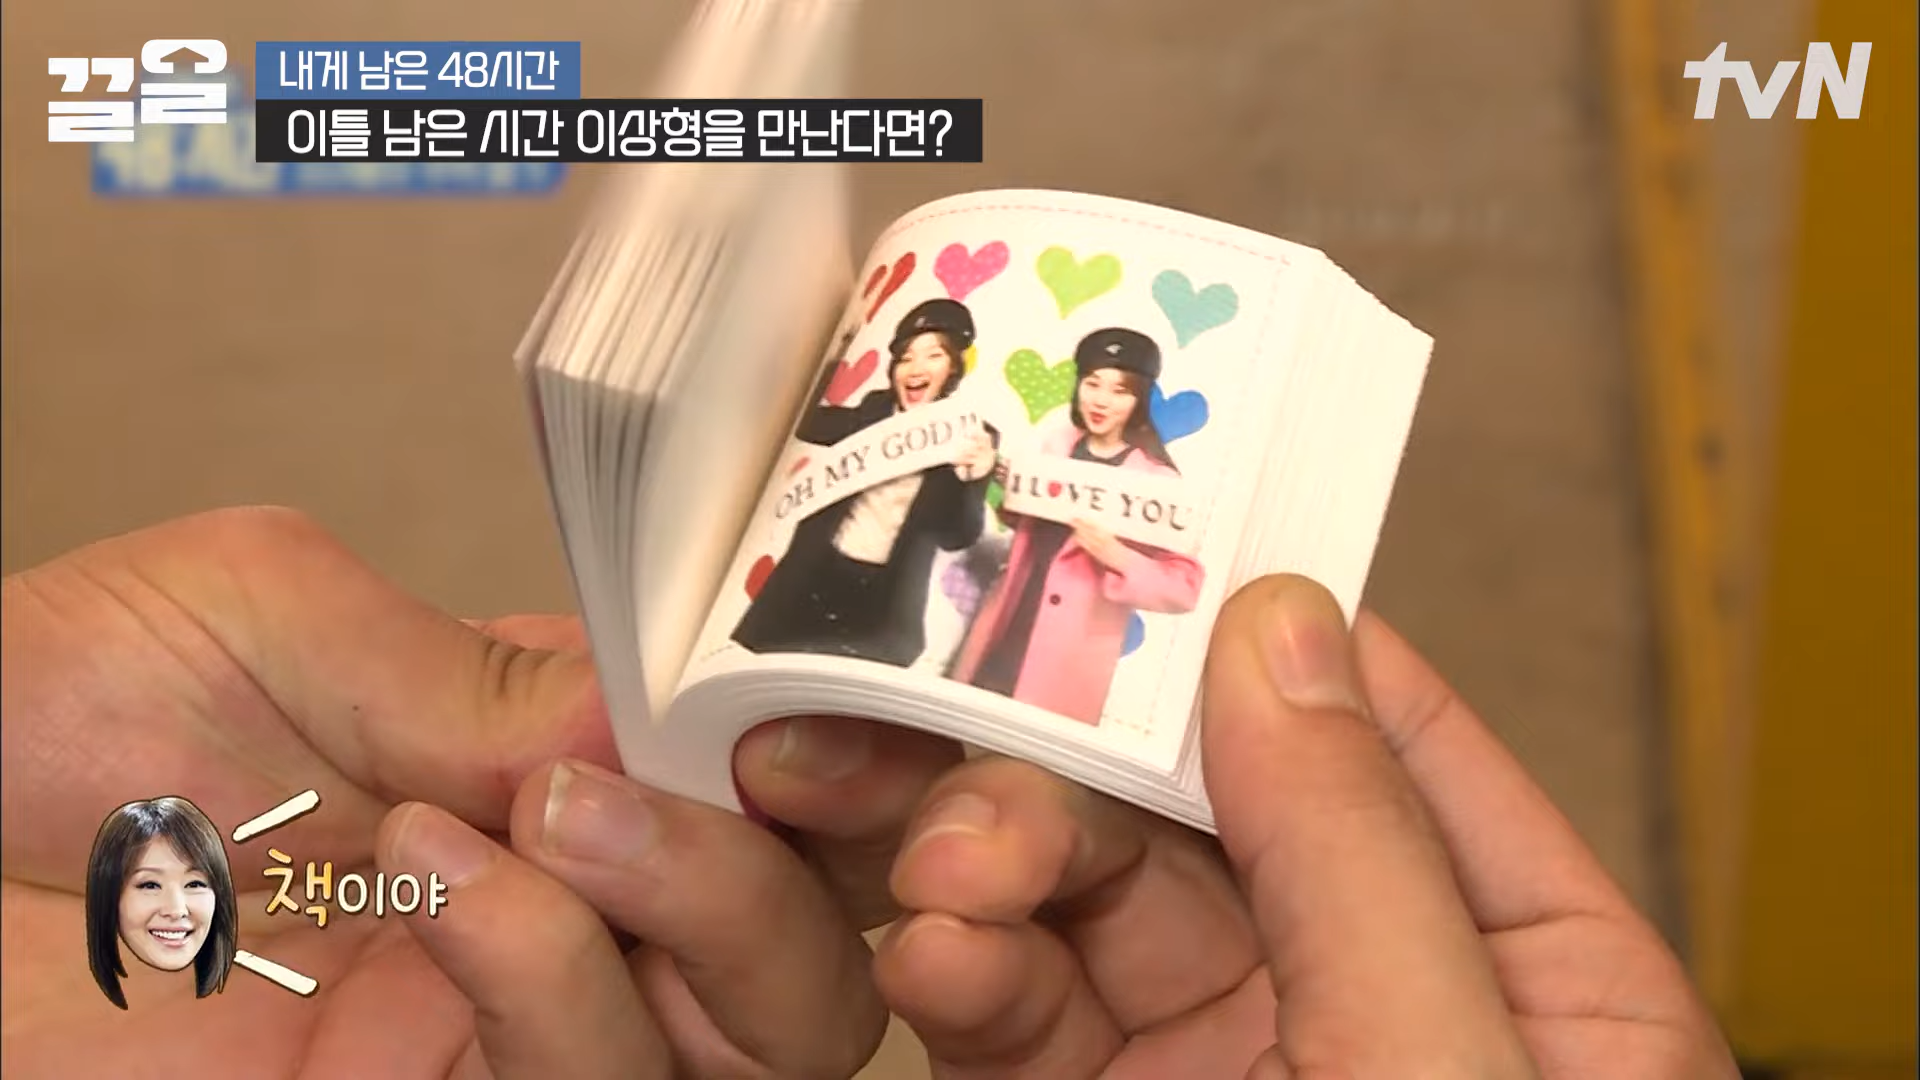 끌올
내게 남은 48시간
이틀 남은 시간 이상형을 만난다면?
tvN
OH MY GOD!!
I LOVE YOU
책이야